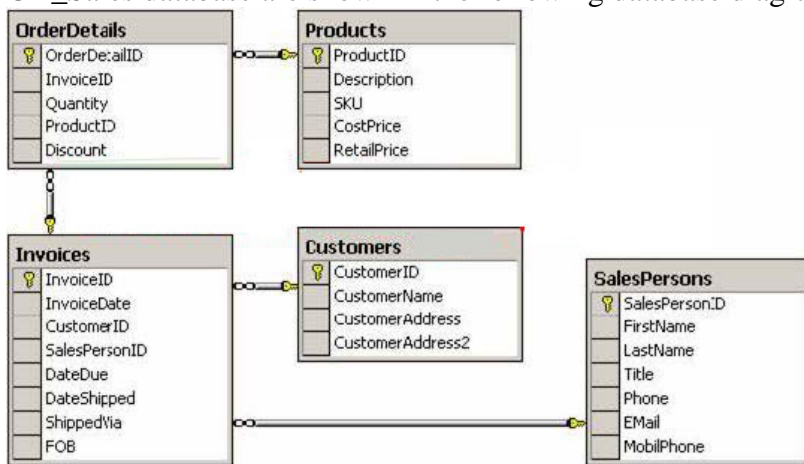 OrderDetails
OrderDetailID
InvoiceID
Quantity
ProductID
Discount
Products
ProductID
Description
SKU
CostPrice
RetailPrice
Invoices
InvoiceID
InvoiceDate
CustomerID
SalesPersonID
DateDue
DateShipped
ShippedVia
FOB
Customers
CustomerID
CustomerName
CustomerAddress
CustomerAddress2
SalesPersons
SalesPersonID
FirstName
LastName
Title
Phone
EMail
MobilPhone